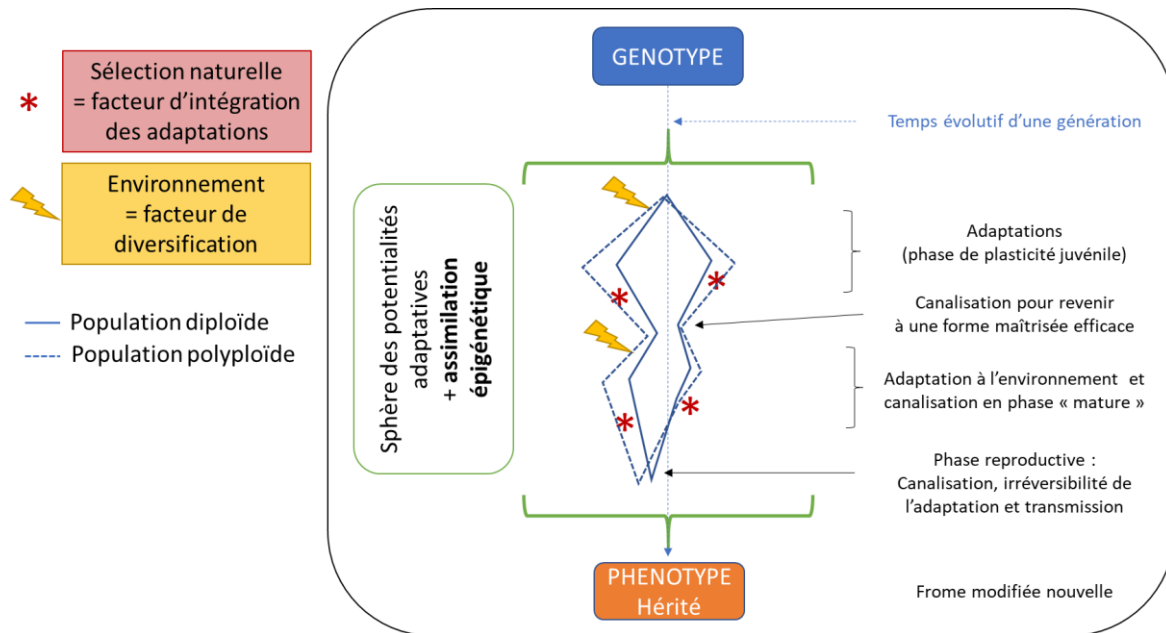 Sélection naturelle
= facteur d'intégration
des adaptations
Environnement
= facteur de
diversification
Population diploïde
Population polyploïde
GENOTYPE
Temps évolutif d'une génération
Sphère des potentialités
adaptatives
+ assimilation
épigénétique
Adaptations
(phase de plasticité juvénile)
Canalisation pour revenir
à une forme maîtrisée efficace
Adaptation à l'environnement et
canalisation en phase « mature »
Phase reproductive :
Canalisation, irréversibilité de
l'adaptation et transmission
PHENOTYPE
Hérité
Frome modifiée nouvelle